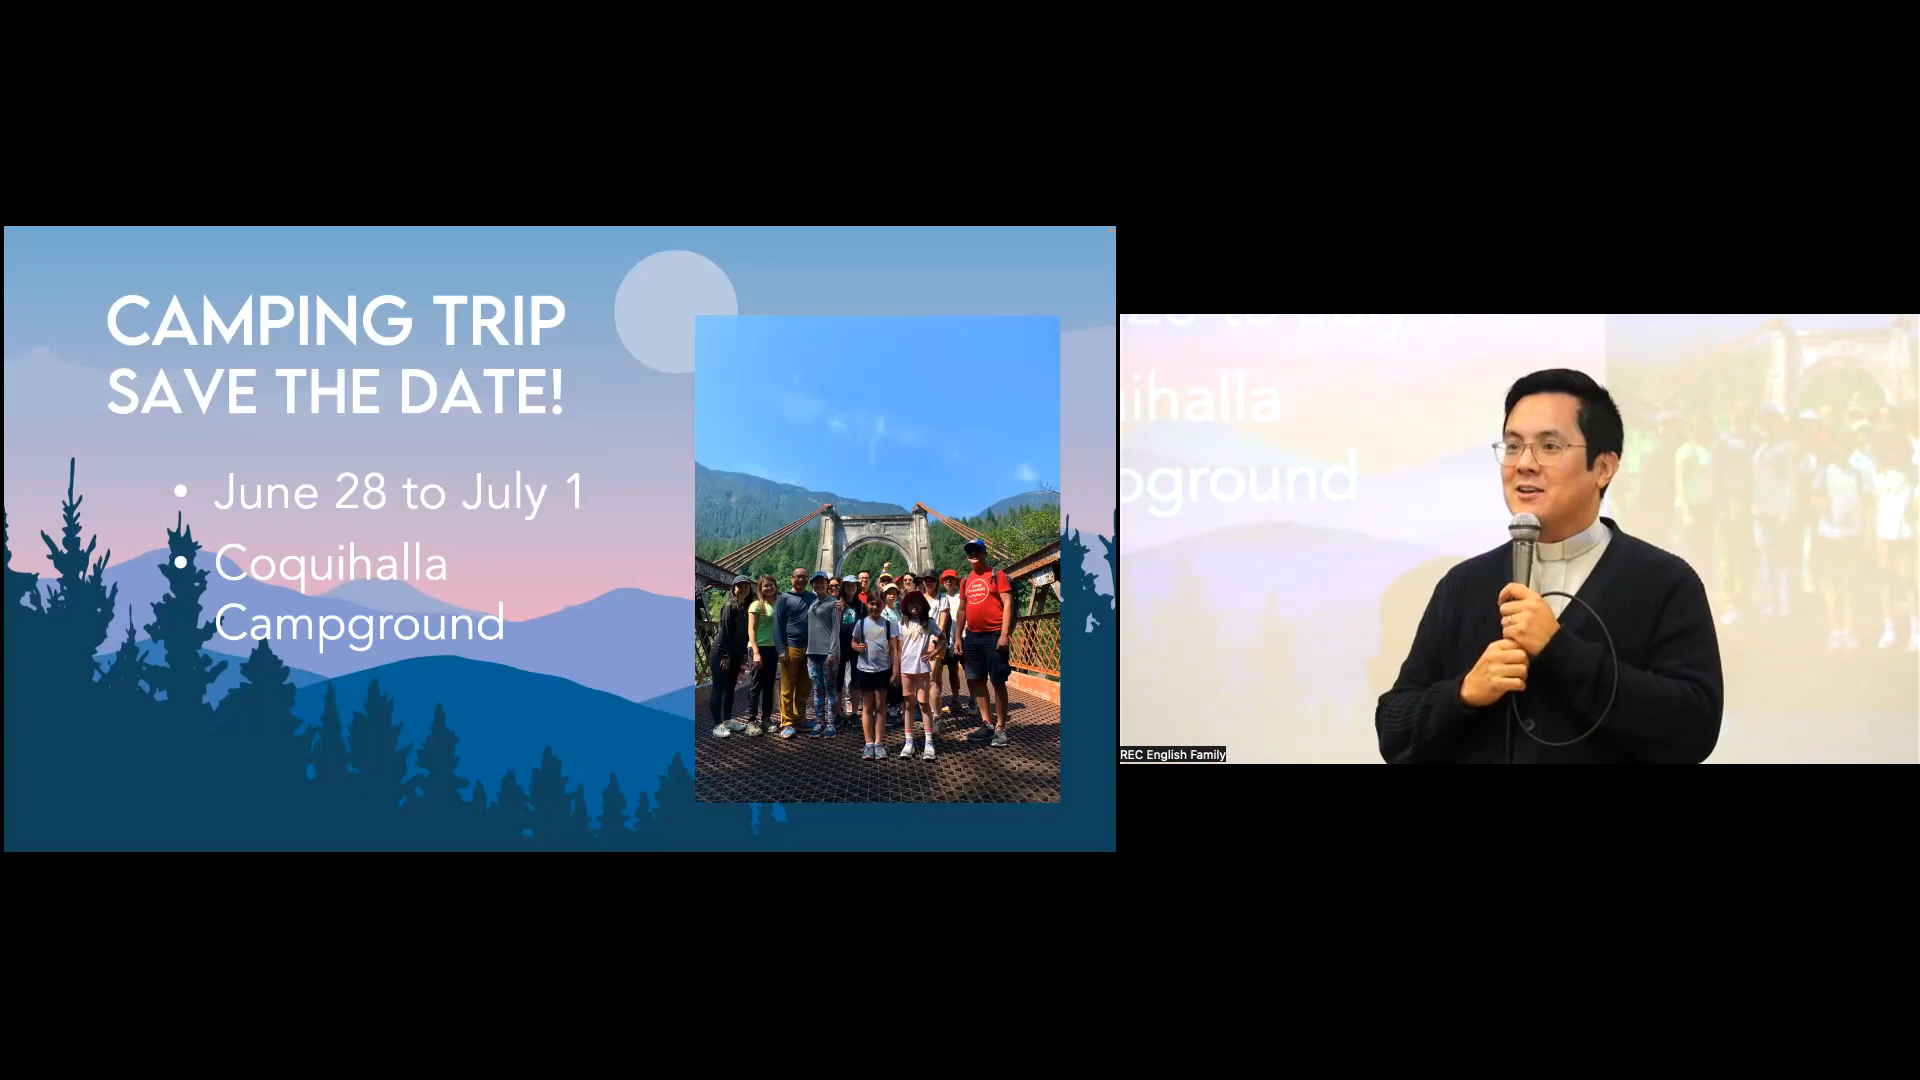 CAMPING TRIP
SAVE THE DATE!
• June 28 to July 1
• Coquihalla
Campground
ihalla
pground
REC English Family